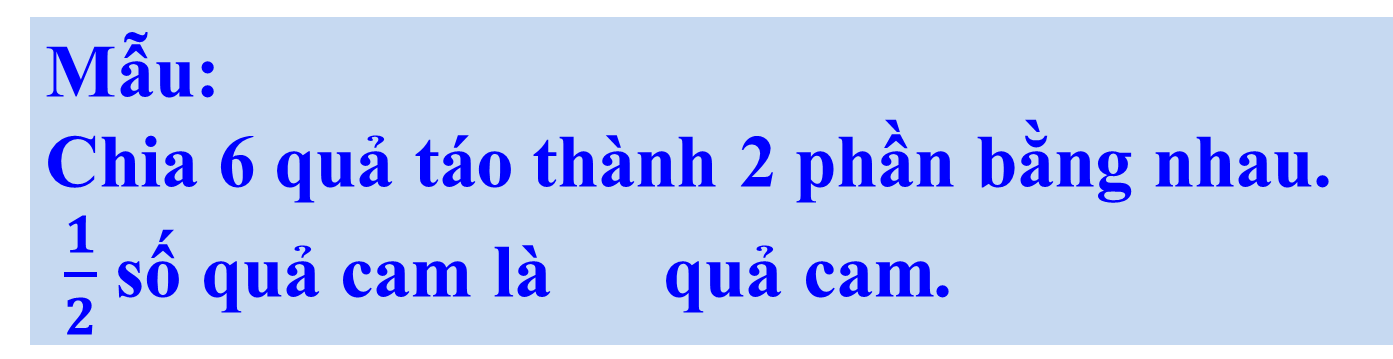 Mẫu:
Chia 6 quả táo thành 2 phần bằng nhau.
1/2 số quả cam là quả cam.